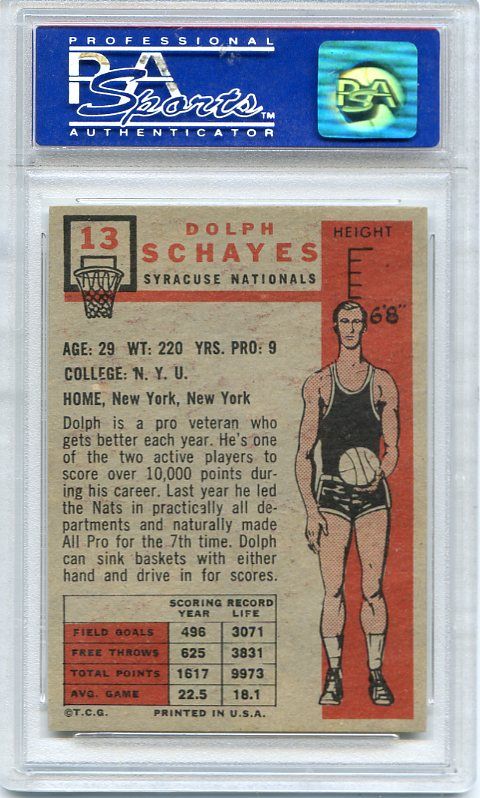 PROFESSIONAL
PSA
Sports™
AUTHENTICATOR
PSA
13
DOLPH
SCHAYES
SYRACUSE NATIONALS
HEIGHT
6'8"
AGE: 29 WT: 220 YRS. PRO: 9
COLLEGE: N. Y. U.
HOME, New York, New York
Dolph is a pro veteran who
gets better each year. He's one
of the two active players to
score over 10,000 points dur-
ing his career. Last year he led
the Nats in practically all de-
partments and naturally made
All Pro for the 7th time. Dolph
can sink baskets with either
hand and drive in for scores.
SCORING RECORD
YEAR LIFE
FIELD GOALS 496 3071
FREE THROWS 625 3831
TOTAL POINTS 1617 9973
AVG. GAME 22.5 18.1
©T.C.G. PRINTED IN U.S.A.